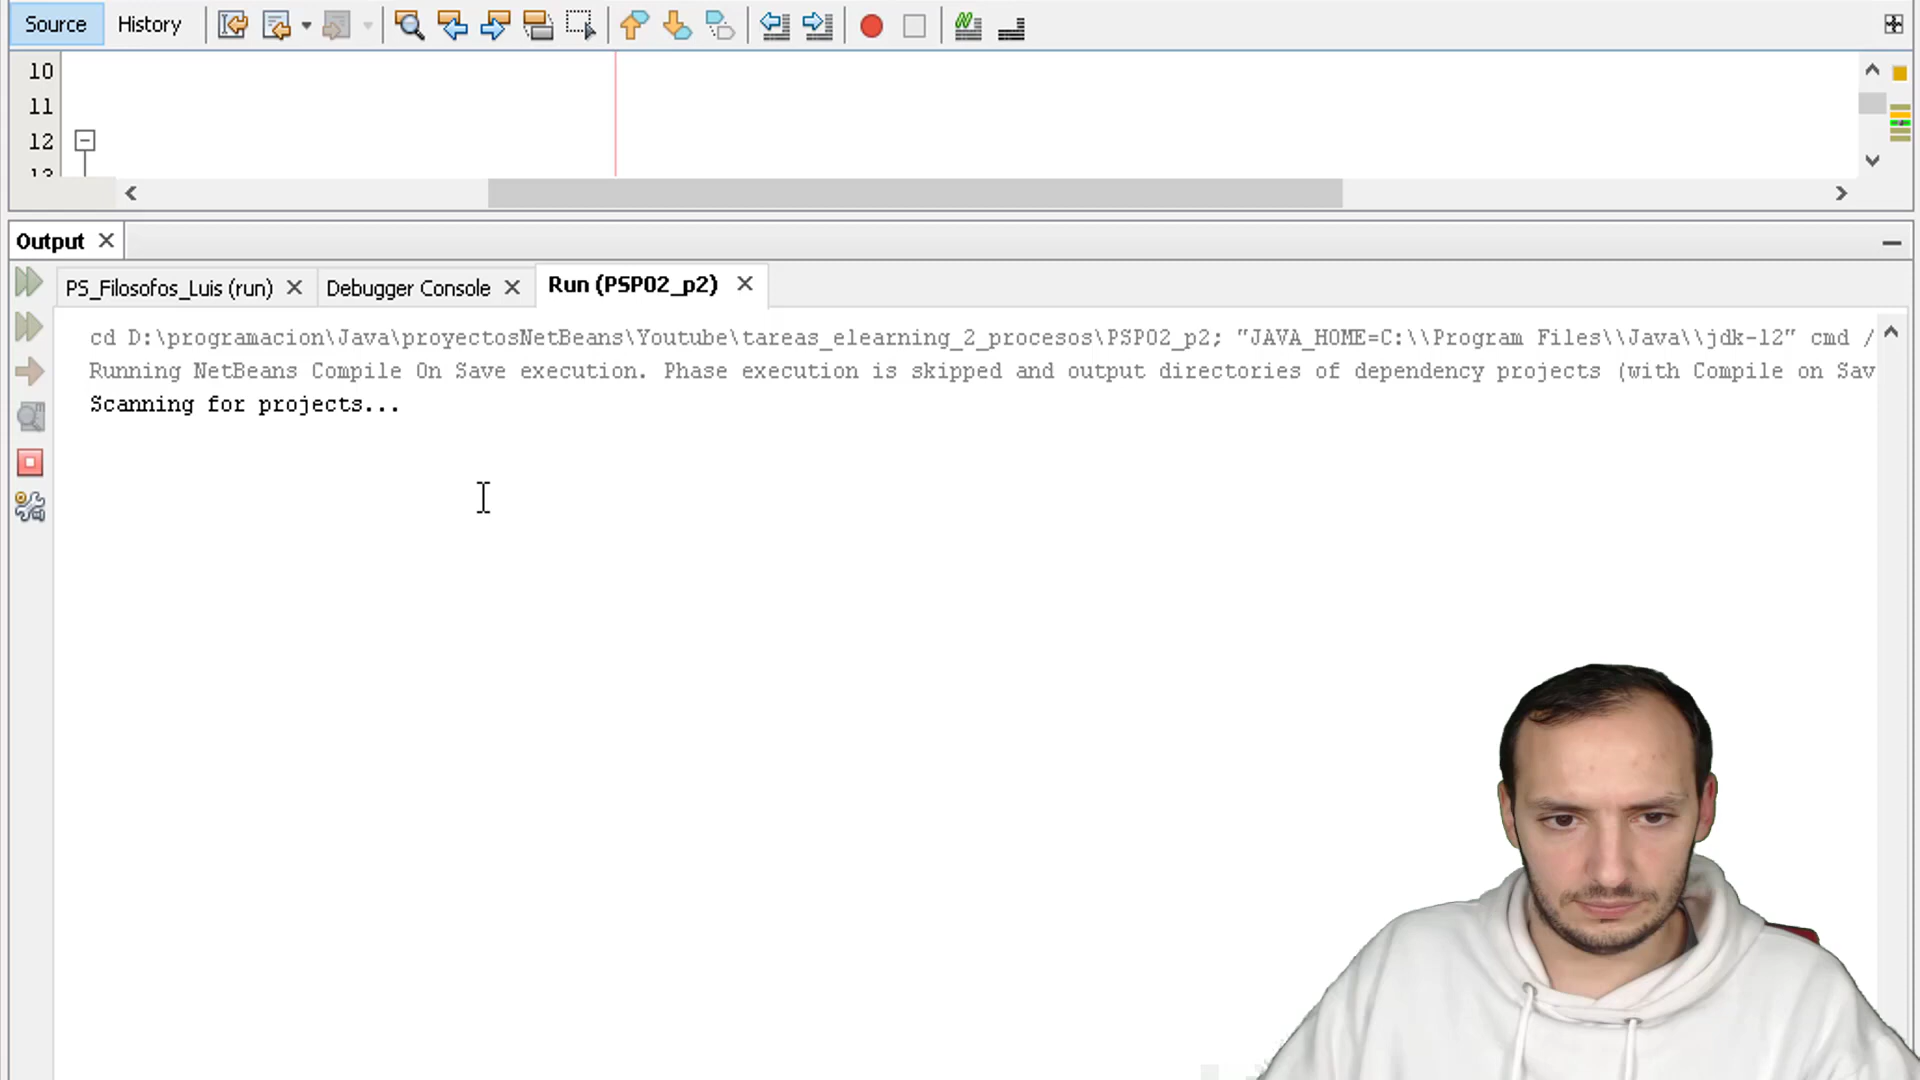 Source History
10
11
12
Output
PS_Filosofos_Luis (run) Debugger Console Run (PSP02_p2)
cd D:\programacion\Java\proyectosNetBeans\Youtube\tareas_elearning_2_procesos\PSP02_p2; "JAVA_HOME=C:\\Program Files\\Java\\jdk-12" cmd /
Running NetBeans Compile On Save execution. Phase execution is skipped and output directories of dependency projects (with Compile on Sav
Scanning for projects...